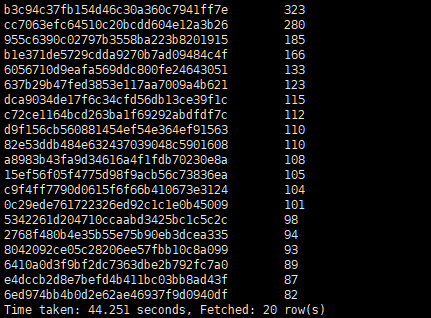 b3c94c37fb154d46c30a360c7941ff7e 323
cc7063efc64510c20bcdd604e12a3b26 280
955c6390c02797b3558ba223b8201915 185
b1e371de5729cdda9270b7ad09484c4f 166
6056710d9eafa569ddc800fe24643051 133
637b29b47fed3853e117aa7009a4b621 123
dca9034de17f6c34cfd56db13ce39f1c 115
c72ce1164bcd263ba1f69292abdfdf7c 112
d9f156cb560881454ef54e364ef91563 110
82e53ddb484e632437039048c5901608 110
a8983b43fa9d34616a4f1fdb70230e8a 108
15ef56f05f4775d98f9acb56c73836ea 105
c9f4ff7790d0615f6f66b410673e3124 104
0c29ede761722326ed92c1c1e0b45009 101
5342261d204710ccaabd3425bc1c5c2c 98
2768f480b4e35b55e75b90eb3dcea335 94
8042092ce05c28206ee57fbb10c8a099 93
6410a0d3f9bf2dc7363dbe2b792fc7a0 89
e4dccb2d8e7befd4b411bc03bb8ad43f 87
6ed974bb4b0d2e62ae46937f9d0940df 82
Time taken: 44.251 seconds, Fetched: 20 row(s)